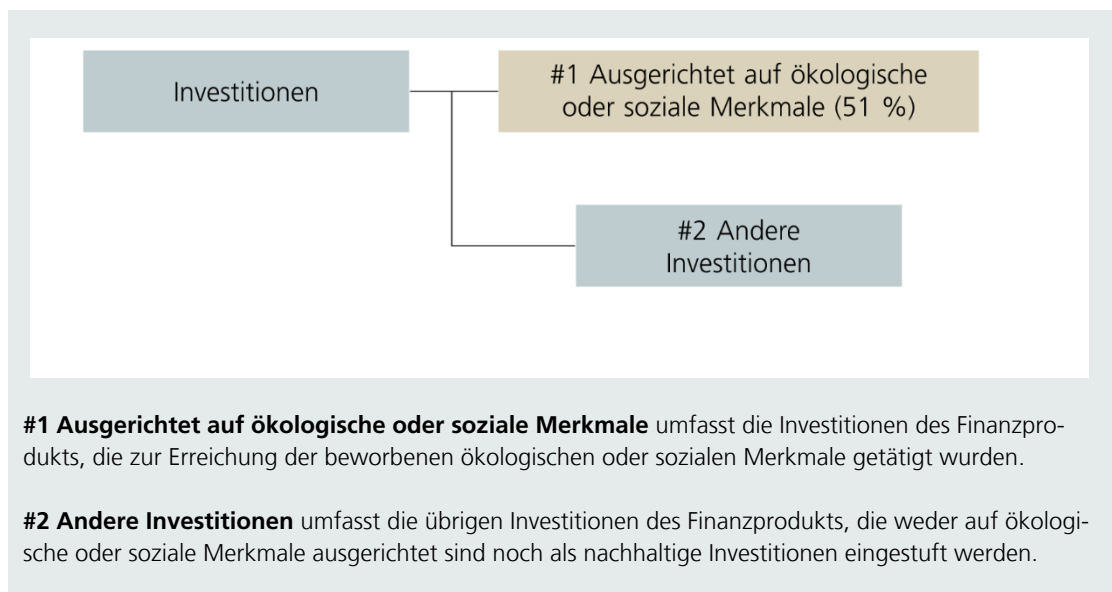 Investitionen
#1 Ausgerichtet auf ökologische
oder soziale Merkmale (51 %)
#2 Andere
Investitionen
#1 Ausgerichtet auf ökologische oder soziale Merkmale umfasst die Investitionen des Finanzpro-
dukts, die zur Erreichung der beworbenen ökologischen oder sozialen Merkmale getätigt wurden.
#2 Andere Investitionen umfasst die übrigen Investitionen des Finanzprodukts, die weder auf ökologi-
sche oder soziale Merkmale ausgerichtet sind noch als nachhaltige Investitionen eingestuft werden.